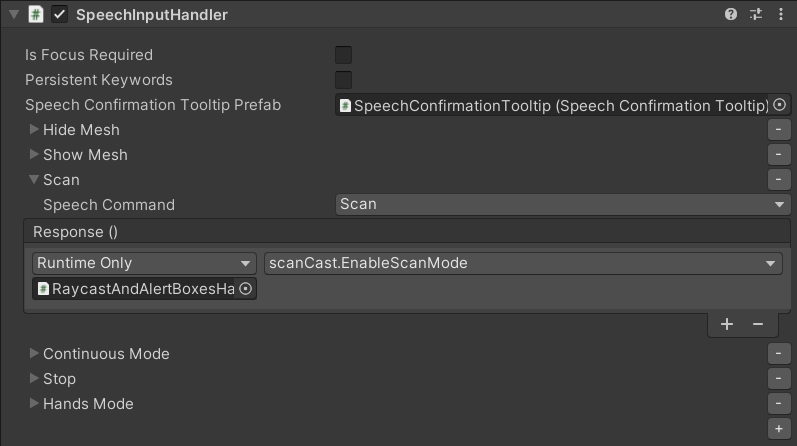 SpeechInputHandler
Is Focus Required
Persistent Keywords
Speech Confirmation Tooltip Prefab SpeechConfirmationTooltip (Speech Confirmation Tooltip)
Hide Mesh -
Show Mesh -
Scan -
Speech Command Scan
Response ()
Runtime Only scanCast.EnableScanMode
RaycastAndAlertBoxesHa
+ -
Continuous Mode -
Stop -
Hands Mode -
+